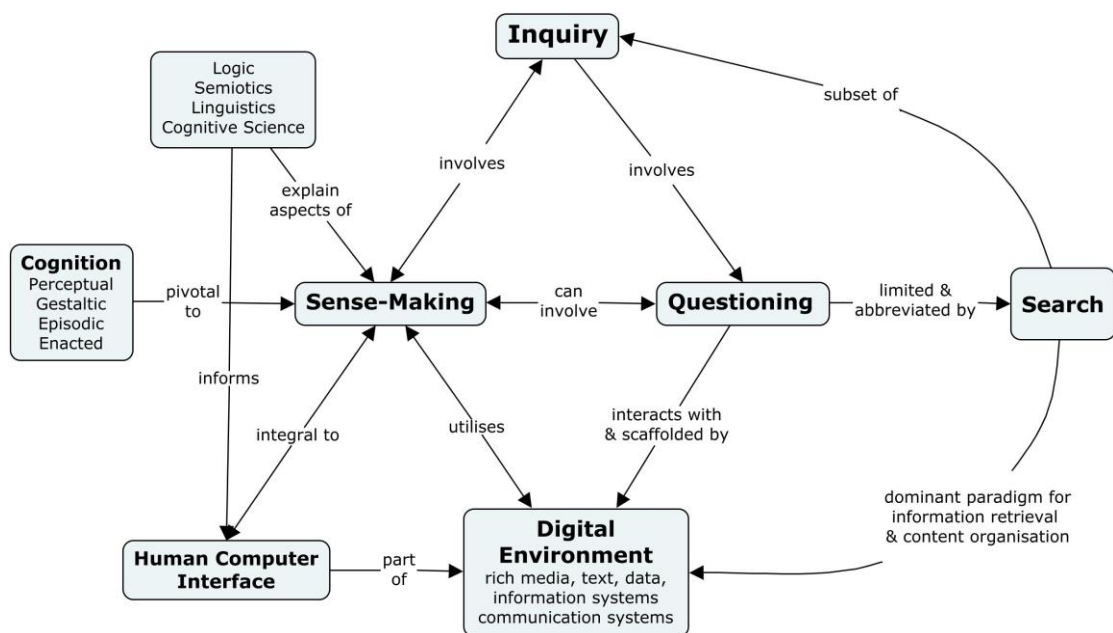 Inquiry
Logic
Semiotics
Linguistics
Cognitive Science
subset of
involves
involves
explain
aspects of
Cognition
Perceptual
Gestaltic
Episodic
Enacted
pivotal
to
Sense-Making
can
involve
Questioning
limited &
abbreviated by
Search
informs
integral to
utilises
interacts with
& scaffolded by
dominant paradigm for
information retrieval
& content organisation
Human Computer
Interface
part
of
Digital
Environment
rich media, text, data,
information systems
communication systems